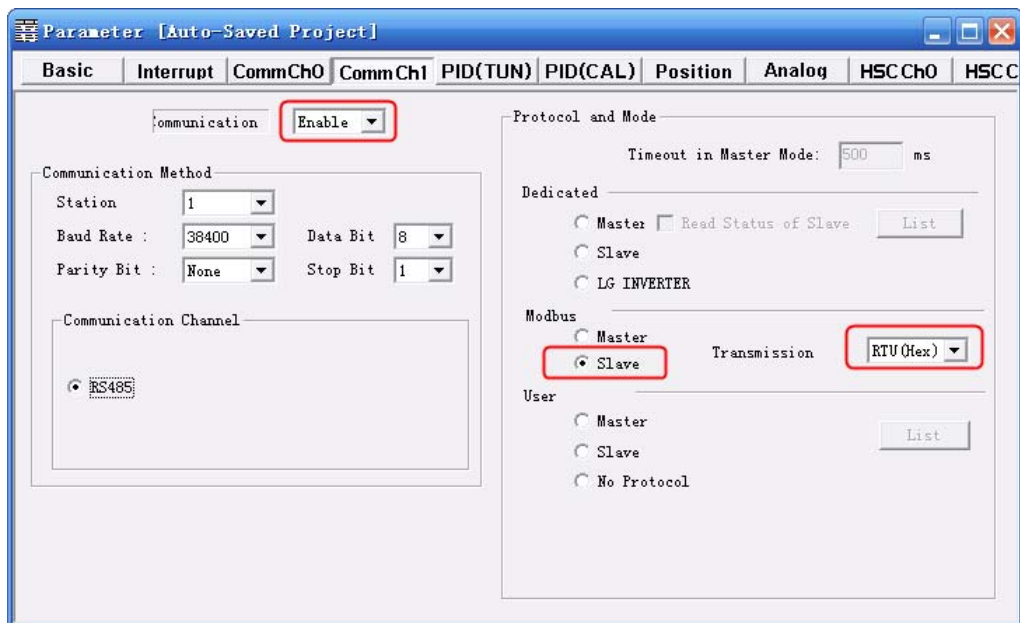 Parameter [Auto-Saved Project]
Basic Interrupt CommCh0 CommCh1 PID(TUN) PID(CAL) Position Analog HSCCh0 HSCC
ommunication Enable
Communication Method
Station 1
Baud Rate : 38400 Data Bit 8
Parity Bit : None Stop Bit 1
Communication Channel
RS485
Protocol and Mode
Timeout in Master Mode: 500 ms
Dedicated
Master Read Status of Slave List
Slave
LG INVERTER
Modbus
Master
Slave Transmission RTU(Hex)
User
Master
Slave List
No Protocol